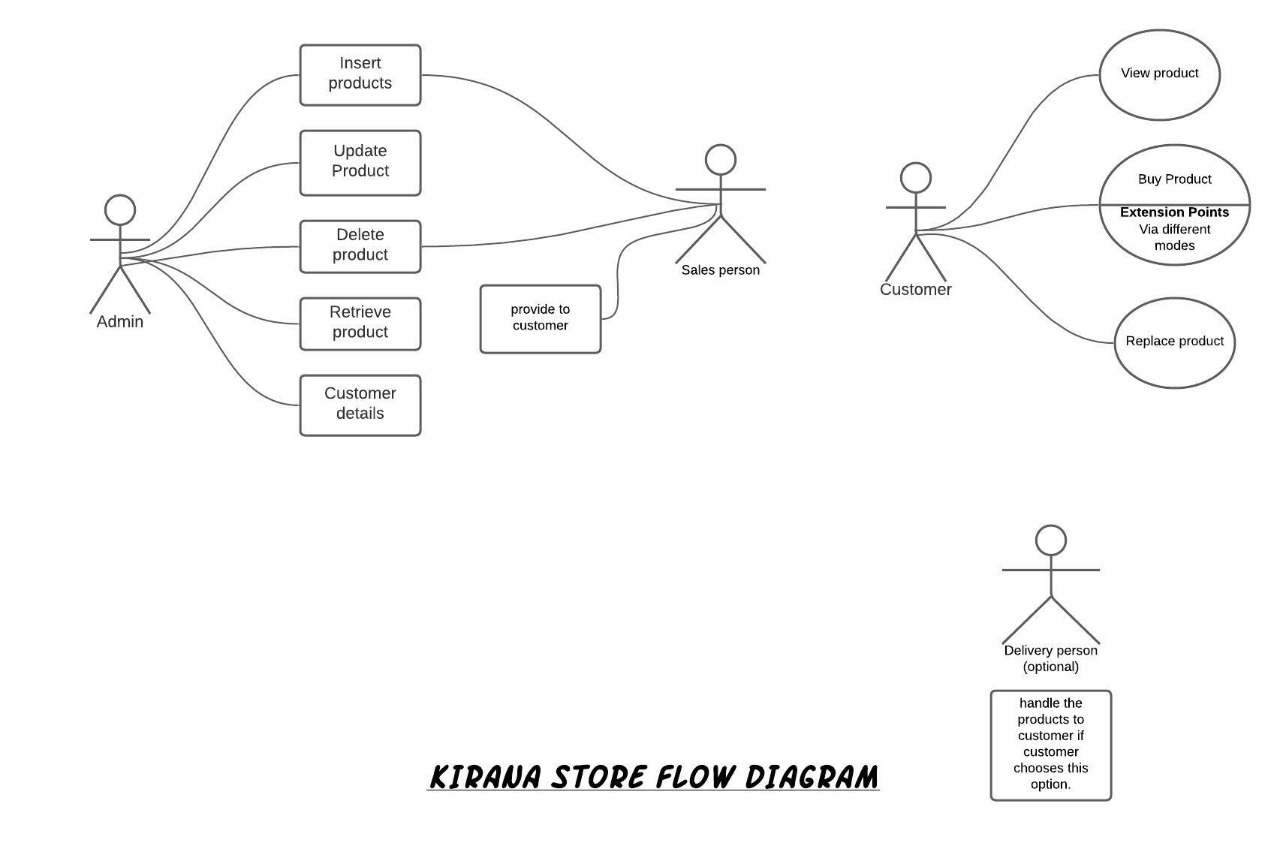 Insert
products
Update
Product
Delete
product
Retrieve
product
Customer
details
Admin
provide to
customer
Sales person
View product
Buy Product
Extension Points
Via different
modes
Replace product
Customer
Delivery person
(optional)
handle the
products to
customer if
customer
chooses this
option.
KIRANA STORE FLOW DIAGRAM